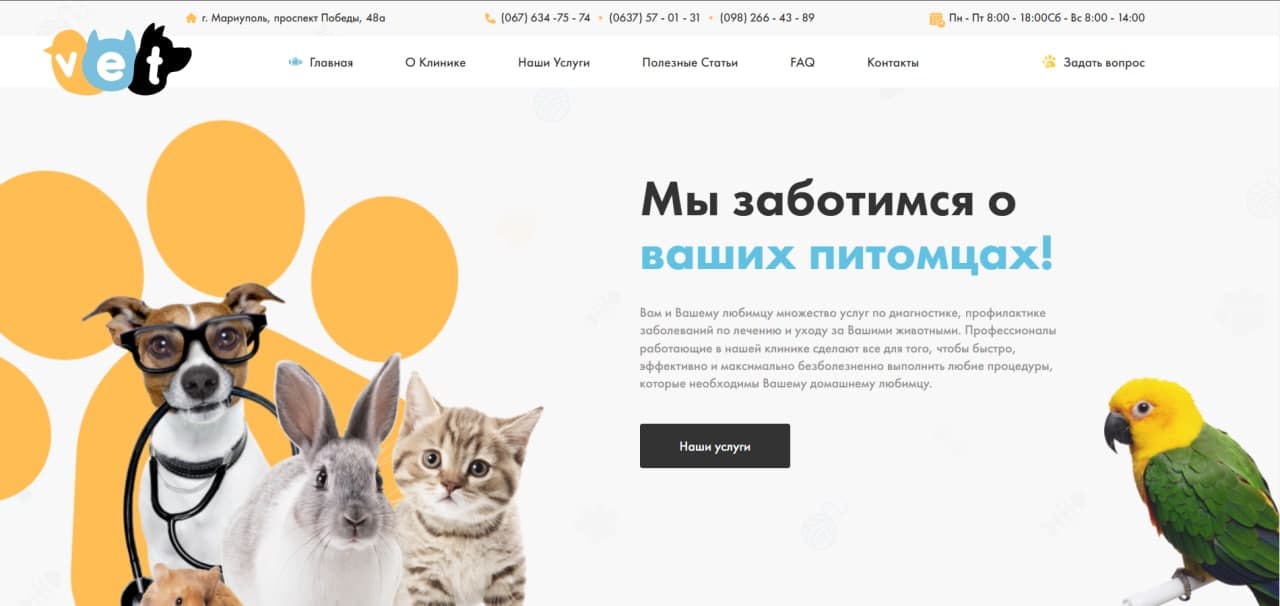 г. Мариуполь, проспект Победы, 48а
(067) 634 -75 - 74 • (0637) 57 - 01 - 31 • (098) 266 - 43 - 89
Пн - Пт 8:00 - 18:00Сб - Вс 8:00 - 14:00
vet
Главная
О Клинике
Наши Услуги
Полезные Статьи
FAQ
Контакты
Задать вопрос
Мы заботимся о
ваших питомцах!
Вам и Вашему любимцу множество услуг по диагностике, профилактике
заболеваний по лечению и уходу за Вашими животными. Профессионалы
работающие в нашей клинике сделают все для того, чтобы быстро,
эффективно и максимально безболезненно выполнить любие процедуры,
которые необходимы Вашему домашнему любимцу.
Наши услуги